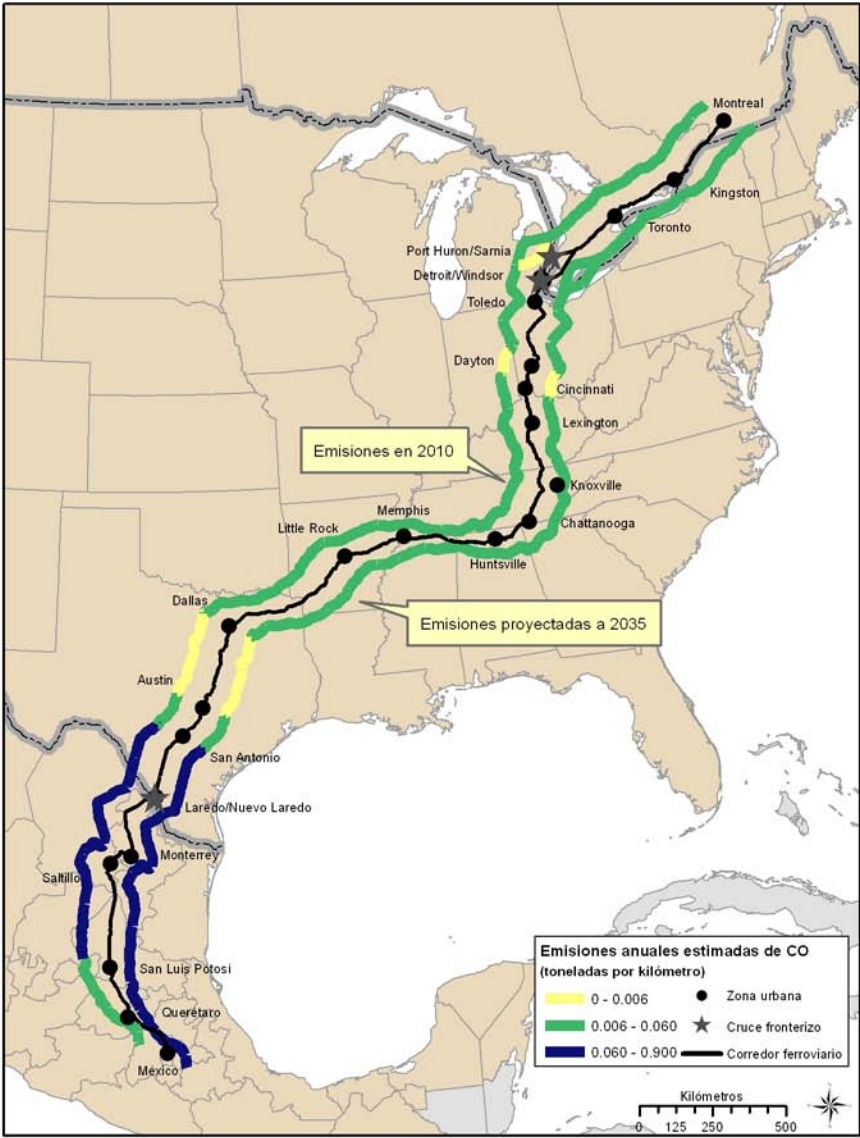 Montreal
Kingston
Toronto
Port Huron/Sarnia
Detroit/Windsor
Toledo
Dayton
Cincinnati
Lexington
Emisiones en 2010
Knoxville
Memphis
Chattanooga
Little Rock
Huntsville
Dallas
Emisiones proyectadas a 2035
Austin
San Antonio
Laredo/Nuevo Laredo
Monterrey
Saltillo
San Luis Potosí
Querétaro
México
Emisiones anuales estimadas de CO
(toneladas por kilómetro)
0 - 0.006
Zona urbana
0.006 - 0.060
Cruce fronterizo
0.060 - 0.900
Corredor ferroviario
Kilómetros
0 125 250 500